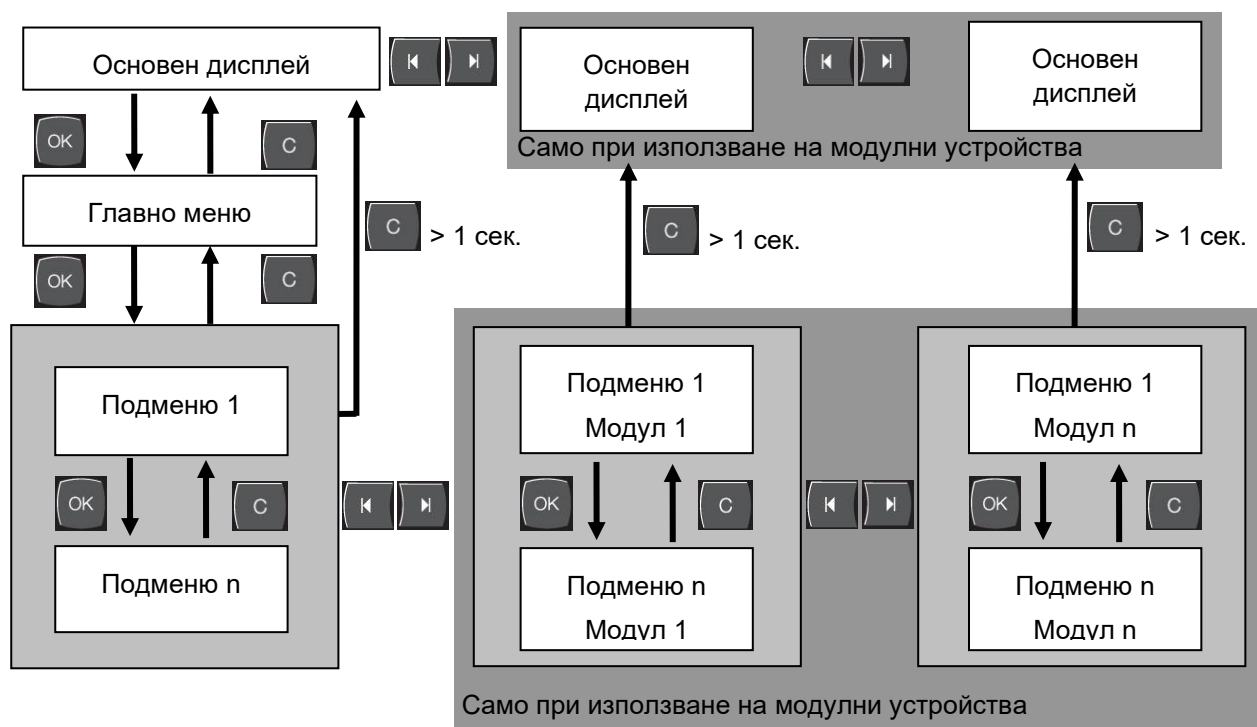 Основен дисплей
Основен
дисплей
Основен
дисплей
Само при използване на модулни устройства
OK
C
Главно меню
C
> 1 сек.
C
> 1 сек.
C
> 1 сек.
OK
C
Подменю 1
OK
C
Подменю n
Подменю 1
Модул 1
OK
C
Подменю n
Модул 1
Подменю 1
Модул n
OK
C
Подменю n
Модул n
Само при използване на модулни устройства